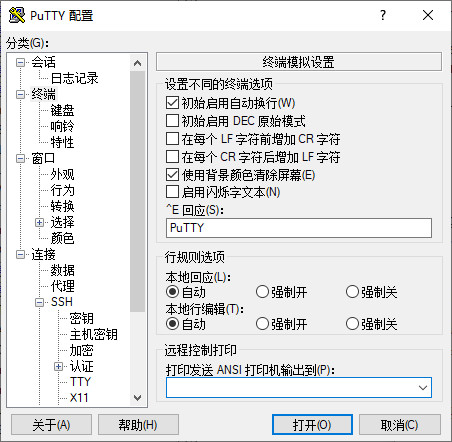 PuTTY 配置
?
分类(G):
会话
日志记录
终端
键盘
响铃
特性
窗口
外观
行为
转换
选择
颜色
连接
数据
代理
SSH
密钥
主机密钥
加密
认证
TTY
X11
终端模拟设置
设置不同的终端选项
初始启用自动换行(W)
初始启用 DEC 原始模式
在每个 LF 字符前增加 CR 字符
在每个 CR 字符后增加 LF 字符
使用背景颜色清除屏幕(E)
启用闪烁字文本(N)
^E 回应(S):
PuTTY
行规则选项
本地回应(L):
自动 强制开 强制关
本地行编辑(T):
自动 强制开 强制关
远程控制打印
打印发送 ANSI 打印机输出到(P):
关于(A) 帮助(H) 打开(O) 取消(C)